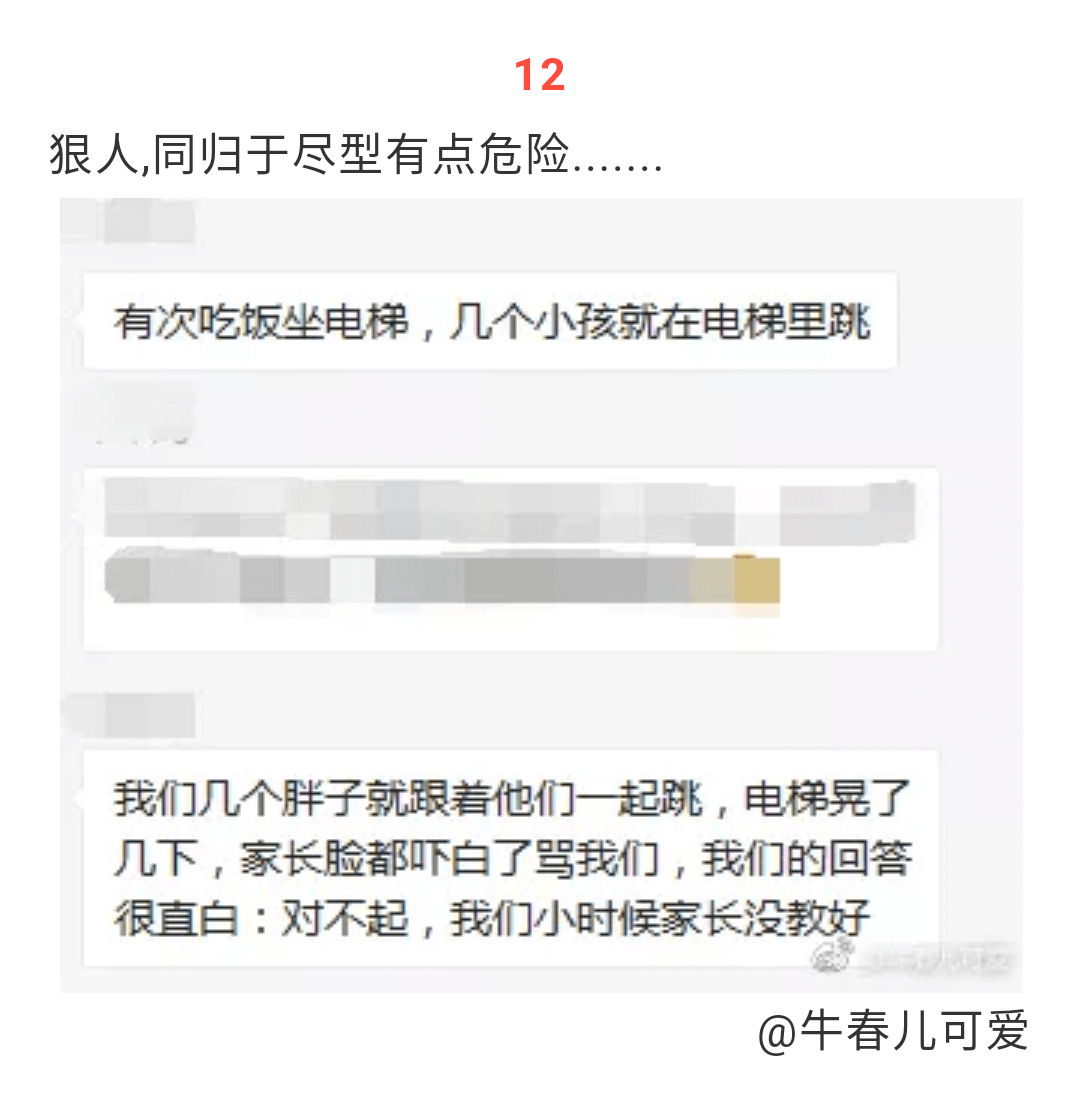 12
狠人,同归于尽型有点危险.......
有次吃饭坐电梯，几个小孩就在电梯里跳
我们几个胖子就跟着他们一起跳，电梯晃了
几下，家长脸都吓白了骂我们，我们的回答
很直白：对不起，我们小时候家长没教好
@牛春儿可爱